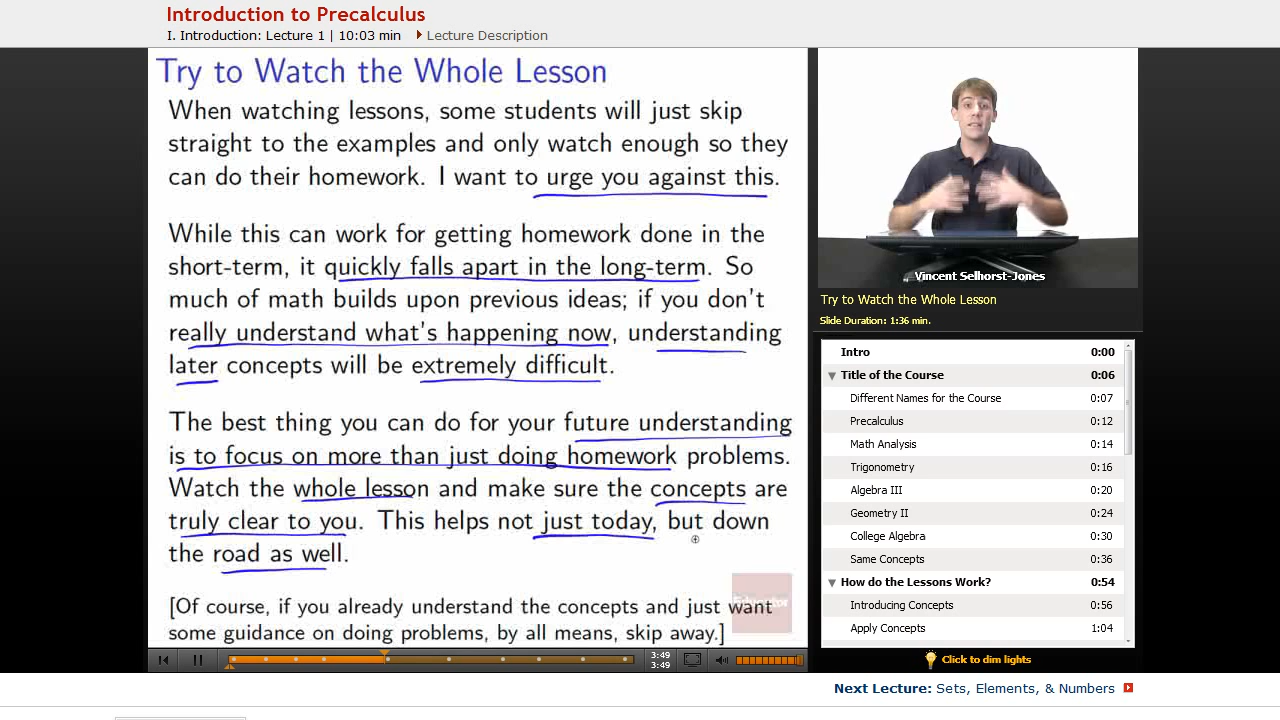 Introduction to Precalculus
I. Introduction: Lecture 1 | 10:03 min
Lecture Description
Try to Watch the Whole Lesson
When watching lessons, some students will just skip
straight to the examples and only watch enough so they
can do their homework. I want to urge you against this.
While this can work for getting homework done in the
short-term, it quickly falls apart in the long-term. So
much of math builds upon previous ideas; if you don't
really understand what's happening now, understanding
later concepts will be extremely difficult.
The best thing you can do for your future understanding
is to focus on more than just doing homework problems.
Watch the whole lesson and make sure the concepts are
truly clear to you. This helps not just today, but down
the road as well.
[Of course, if you already understand the concepts and just want
some guidance on doing problems, by all means, skip away.]
Educator
3:49
3:49
Vincent Selhorst-Jones
Try to Watch the Whole Lesson
Slide Duration: 1:36 min.
Intro 0:00
Title of the Course 0:06
Different Names for the Course 0:07
Precalculus 0:12
Math Analysis 0:14
Trigonometry 0:16
Algebra III 0:20
Geometry II 0:24
College Algebra 0:30
Same Concepts 0:36
How do the Lessons Work? 0:54
Introducing Concepts 0:56
Apply Concepts 1:04
Click to dim lights
Next Lecture: Sets, Elements, & Numbers